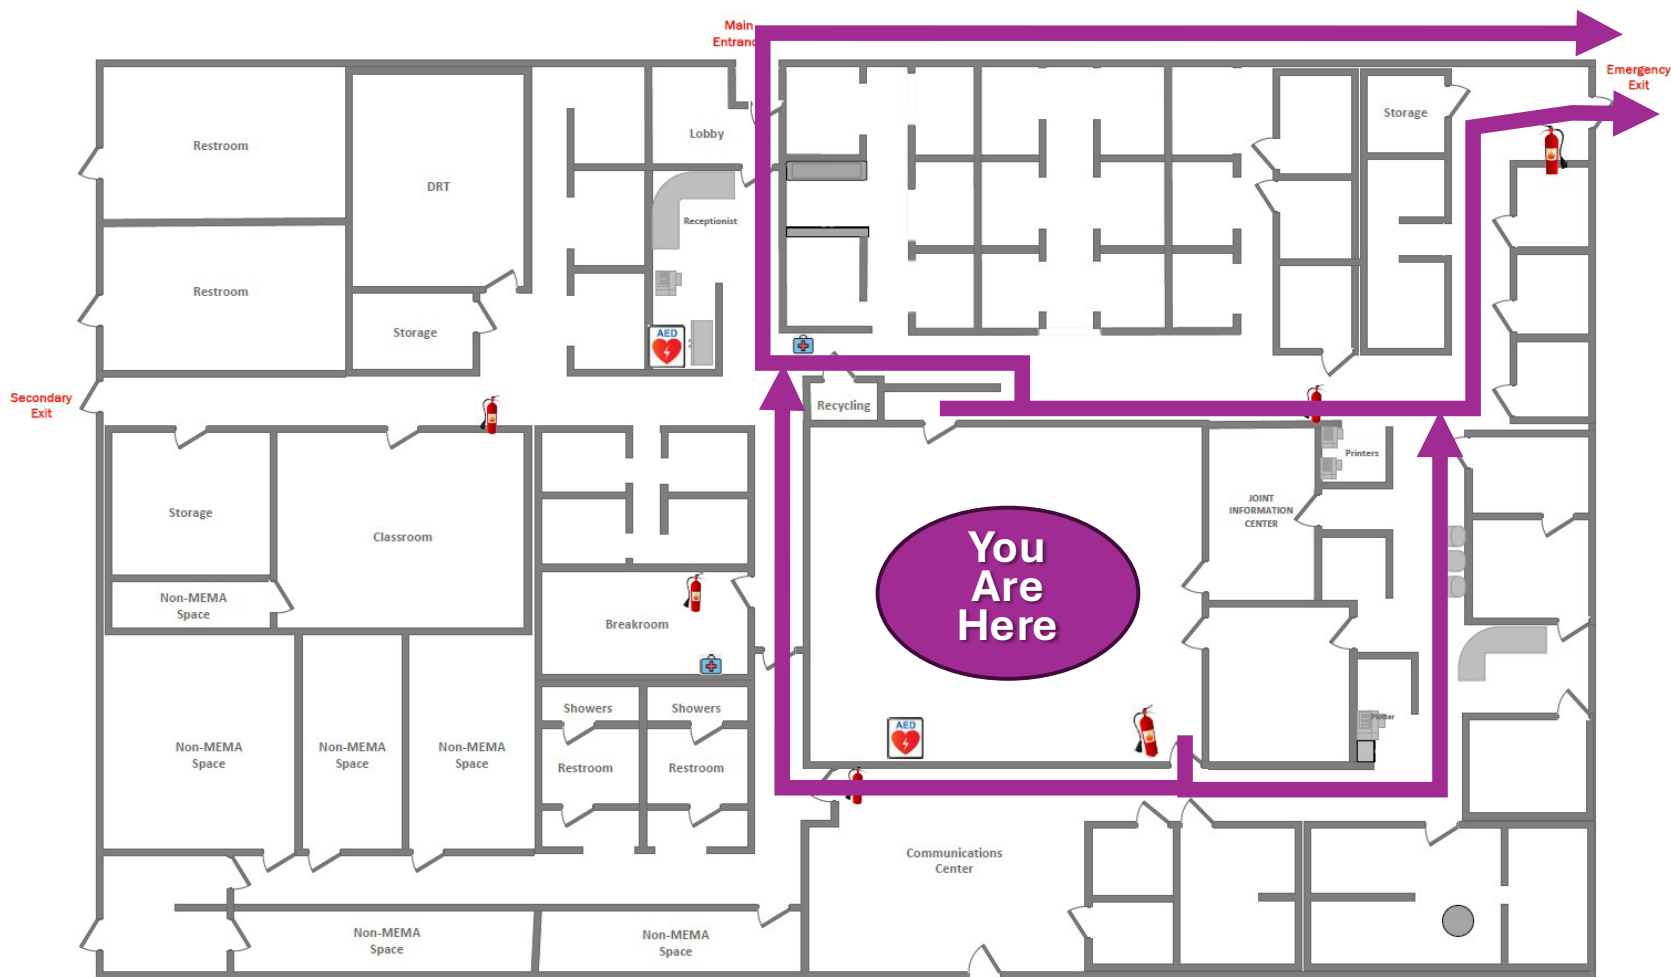 Main
Entrance
Emergency
Exit
Restroom
Lobby
Storage
DRT
Receptionist
Restroom
Storage
AED
Secondary
Exit
Recycling
Printers
Storage
Classroom
JOINT
INFORMATION
CENTER
You
Are
Here
Non-MEMA
Space
Breakroom
Showers
Showers
Plotter
AED
Non-MEMA
Space
Non-MEMA
Space
Non-MEMA
Space
Restroom
Restroom
Communications
Center
Non-MEMA
Space
Non-MEMA
Space